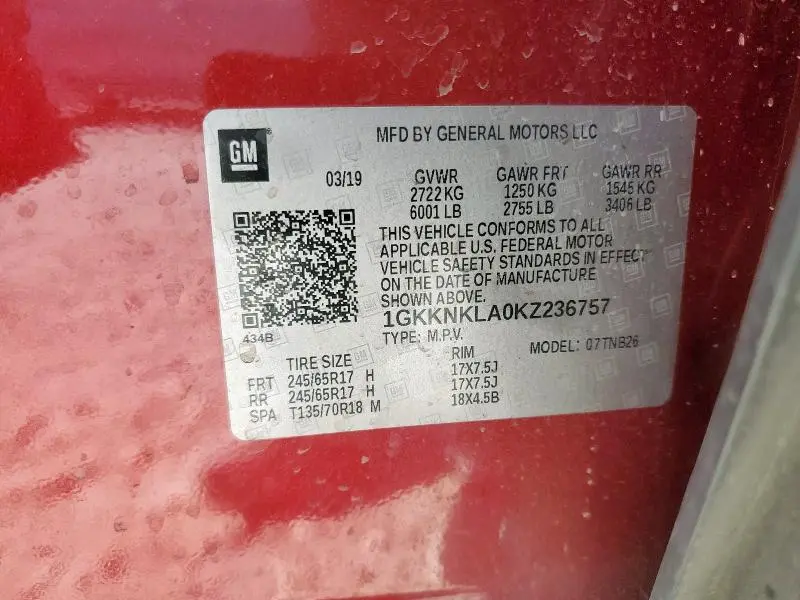 GM
MFD BY GENERAL MOTORS LLC
03/19 GVWR GAWR FRT GAWR RR
2722 KG 1250 KG 1545 KG
6001 LB 2755 LB 3406 LB
THIS VEHICLE CONFORMS TO ALL
APPLICABLE U.S. FEDERAL MOTOR
VEHICLE SAFETY STANDARDS IN EFFECT
ON THE DATE OF MANUFACTURE
SHOWN ABOVE.
1GKKNKLA0KZ236757
434B
TYPE: M.P.V. MODEL: 07TNB26
TIRE SIZE RIM
FRT 245/65R17 H 17X7.5J
RR 245/65R17 H 17X7.5J
SPA T135/70R18 M 18X4.5B